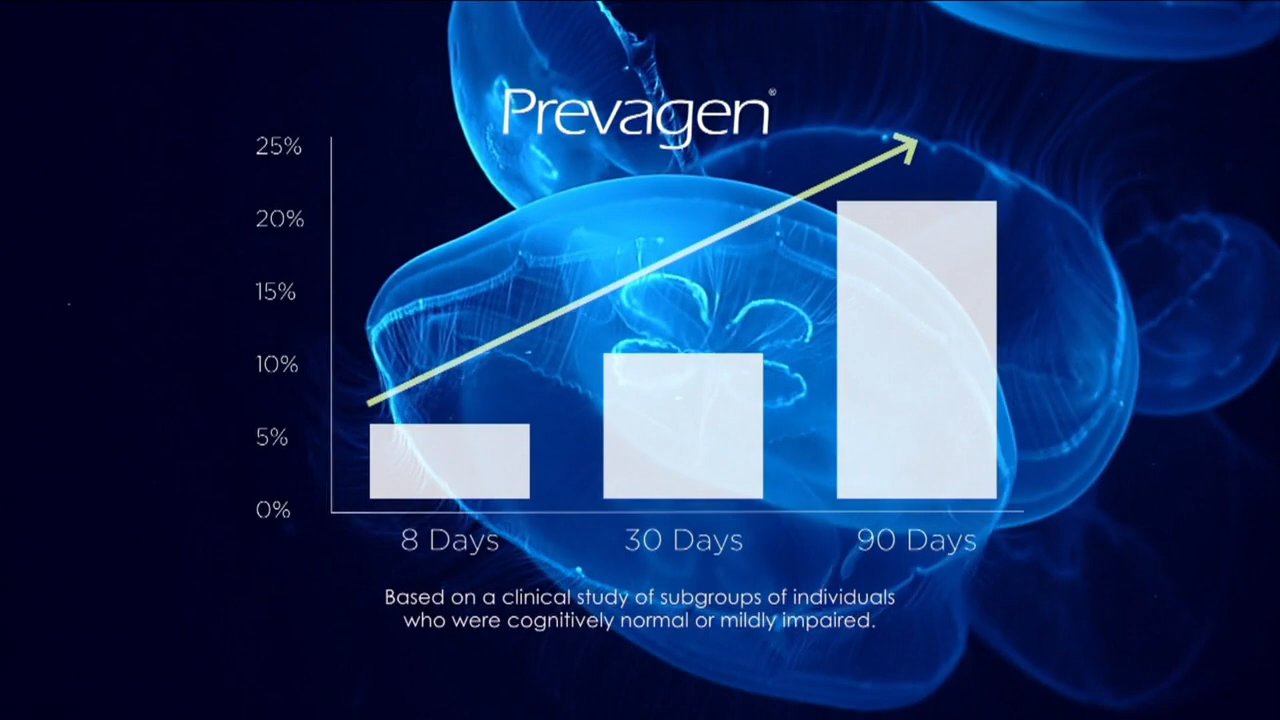 Prevagen®
25%
20%
15%
10%
5%
0%
8 Days 30 Days 90 Days
Based on a clinical study of subgroups of individuals
who were cognitively normal or mildly impaired.